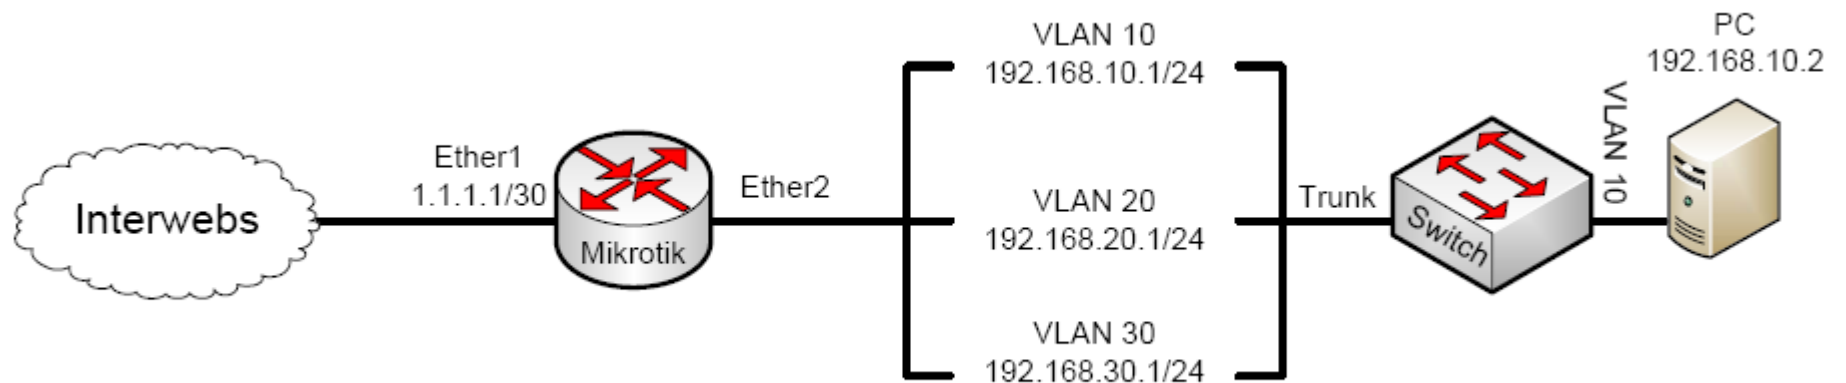 Interwebs
Ether1
1.1.1.1/30
Mikrotik
Ether2
VLAN 10
192.168.10.1/24
VLAN 20
192.168.20.1/24
VLAN 30
192.168.30.1/24
Trunk
Switch
VLAN 10
PC
192.168.10.2